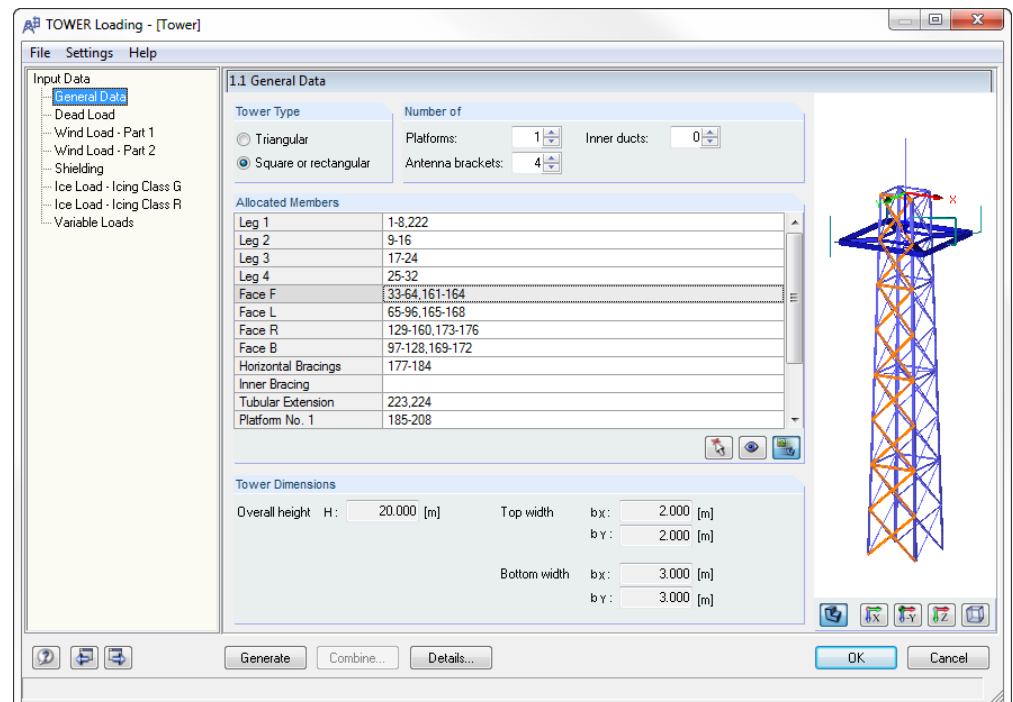 TOWER Loading - [Tower]
File Settings Help
Input Data
General Data
Dead Load
Wind Load - Part 1
Wind Load - Part 2
Shielding
Ice Load - Icing Class G
Ice Load - Icing Class R
Variable Loads
1.1 General Data
Tower Type
Triangular
Square or rectangular
Number of
Platforms: 1 Inner ducts: 0
Antenna brackets: 4
Allocated Members
Leg 1 1-8,222
Leg 2 9-16
Leg 3 17-24
Leg 4 25-32
Face F 33-64,161-164
Face L 65-96,165-168
Face R 129-160,173-176
Face B 97-128,169-172
Horizontal Bracings 177-184
Inner Bracing
Tubular Extension 223,224
Platform No. 1 185-208
Tower Dimensions
Overall height H: 20.000 [m] Top width bX: 2.000 [m]
bY: 2.000 [m]
Bottom width bX: 3.000 [m]
bY: 3.000 [m]
X
X -Y Z
Generate Combine... Details... OK Cancel